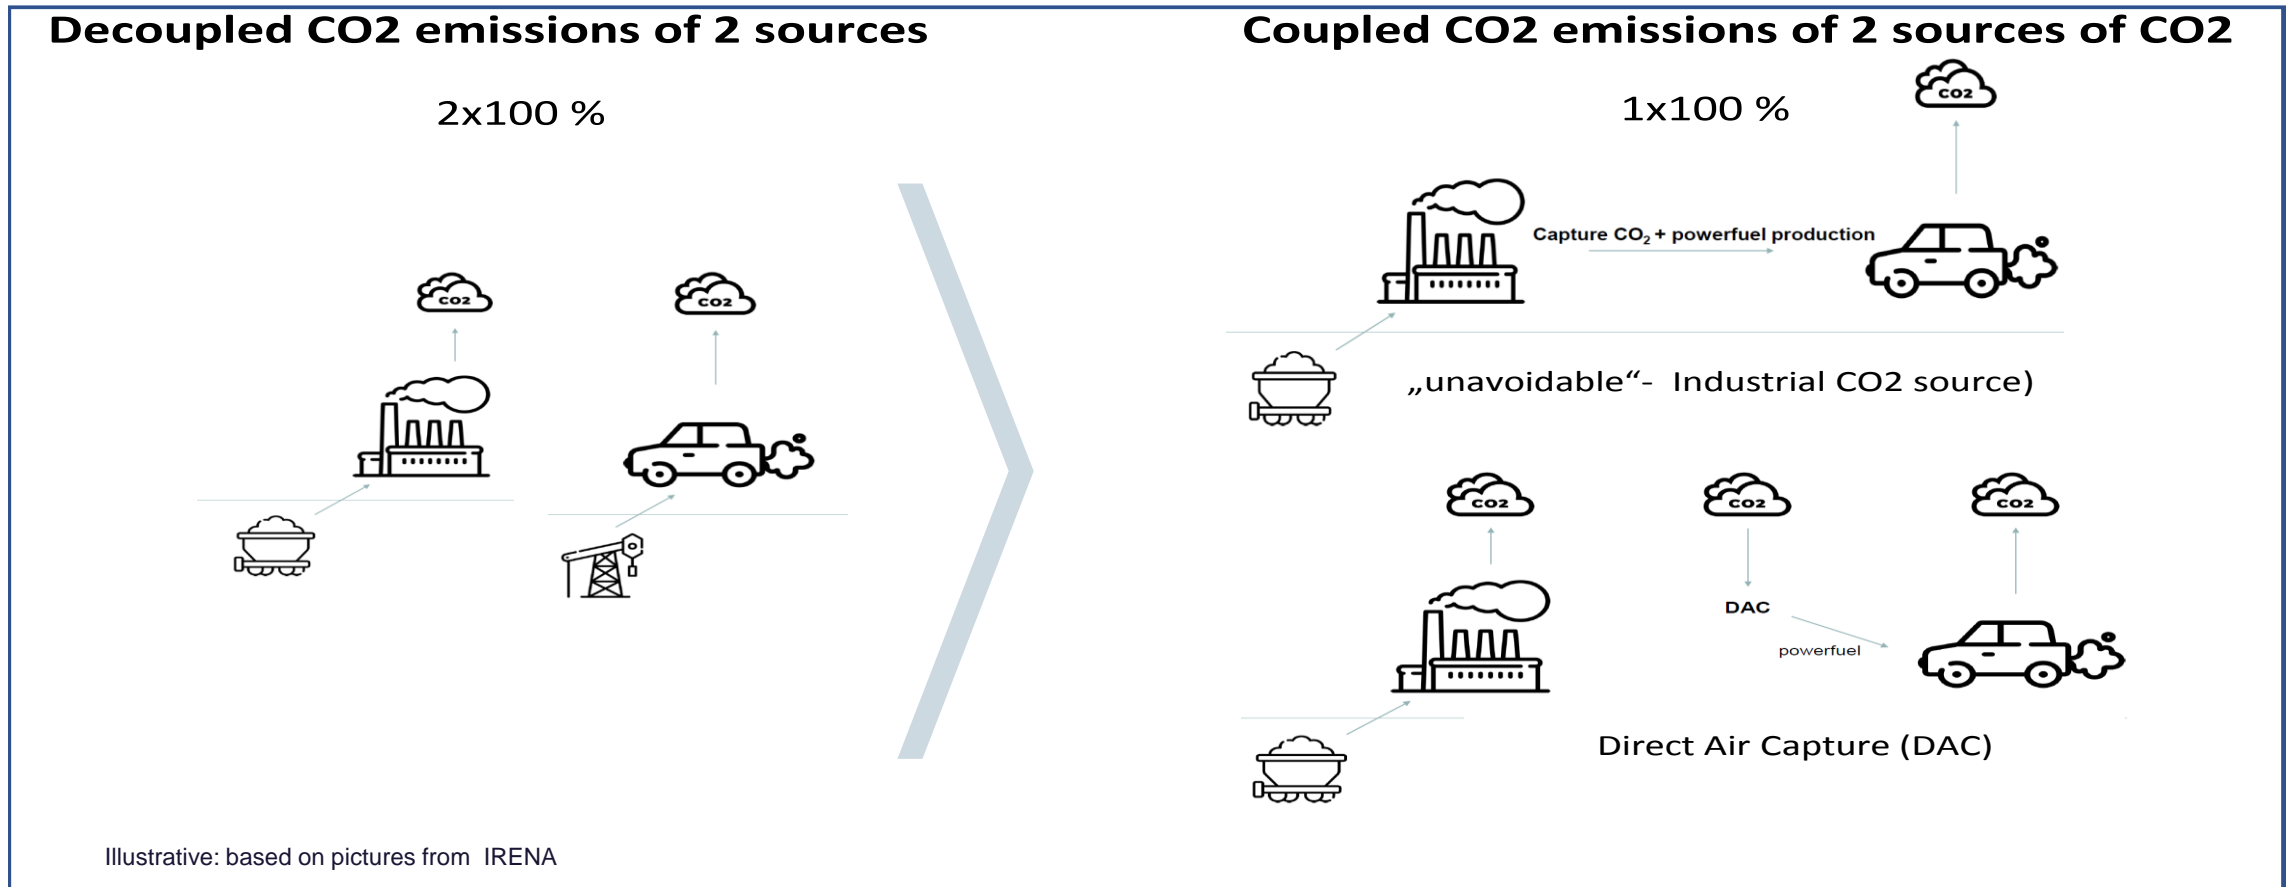 Decoupled CO2 emissions of 2 sources
2x100 %
CO2
CO2
Coupled CO2 emissions of 2 sources of CO2
1x100 %
CO2
Capture CO₂ + powerfuel production
„unavoidable“- Industrial CO2 source)
CO2
CO2
CO2
DAC
powerfuel
Direct Air Capture (DAC)
Illustrative: based on pictures from IRENA